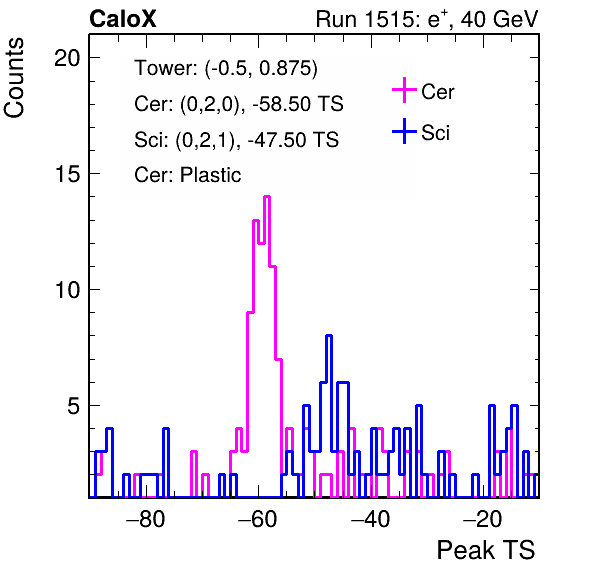 CaloX Run 1515: e⁺, 40 GeV
Counts
20
15
10
5
Tower: (-0.5, 0.875)
Cer: (0,2,0), -58.50 TS
Sci: (0,2,1), -47.50 TS
Cer: Plastic
Cer
Sci
−80 −60 −40 −20
Peak TS